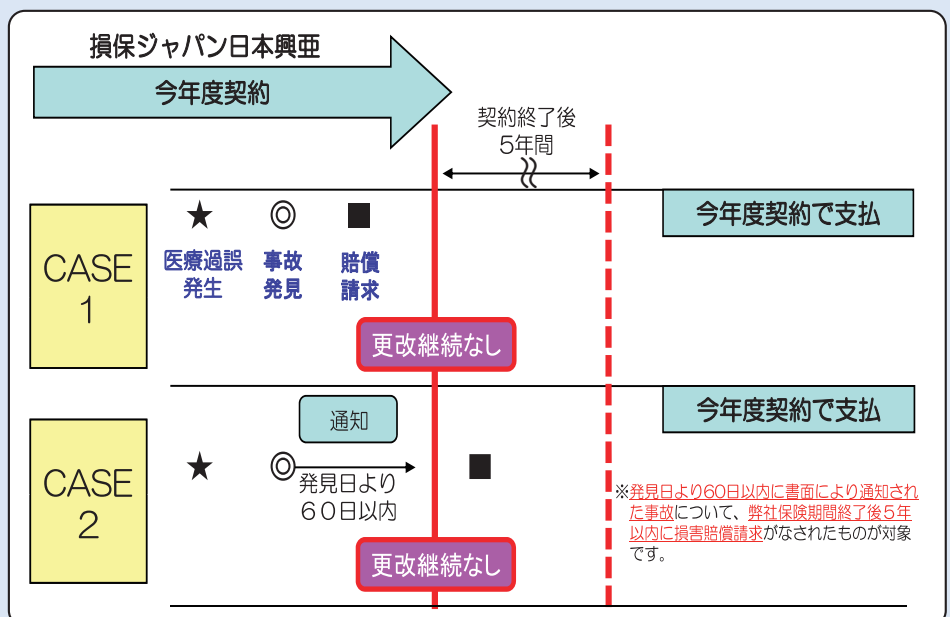 損保ジャパン日本興亜
今年度契約
契約終了後
5年間
CASE
1
医療過誤
発生
事故
発見
賠償
請求
今年度契約で支払
更改継続なし
CASE
2
通知
発見日より
60日以内
今年度契約で支払
※発見日より60日以内に書面により通知され
た事故について、弊社保険期間終了後5年
以内に損害賠償請求がなされたものが対象
です。
更改継続なし